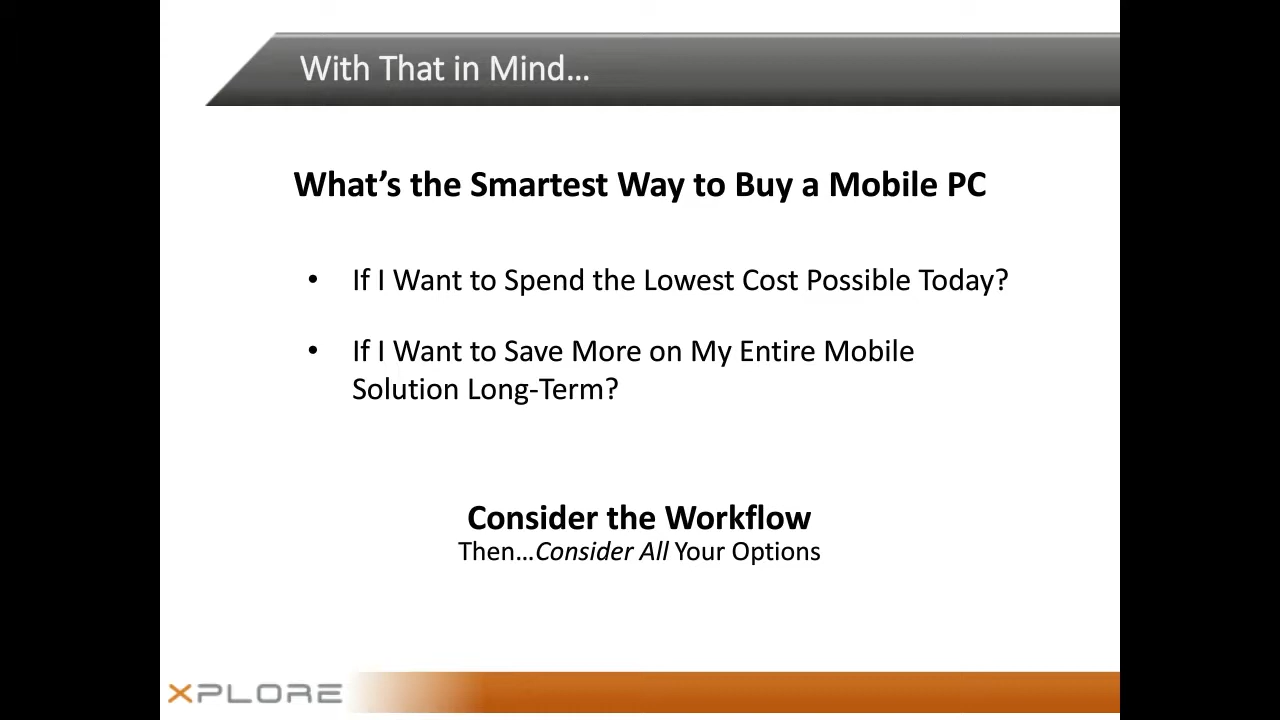 With That in Mind...
What's the Smartest Way to Buy a Mobile PC
• If I Want to Spend the Lowest Cost Possible Today?
• If I Want to Save More on My Entire Mobile
Solution Long-Term?
Consider the Workflow
Then...Consider All Your Options
XPLORE